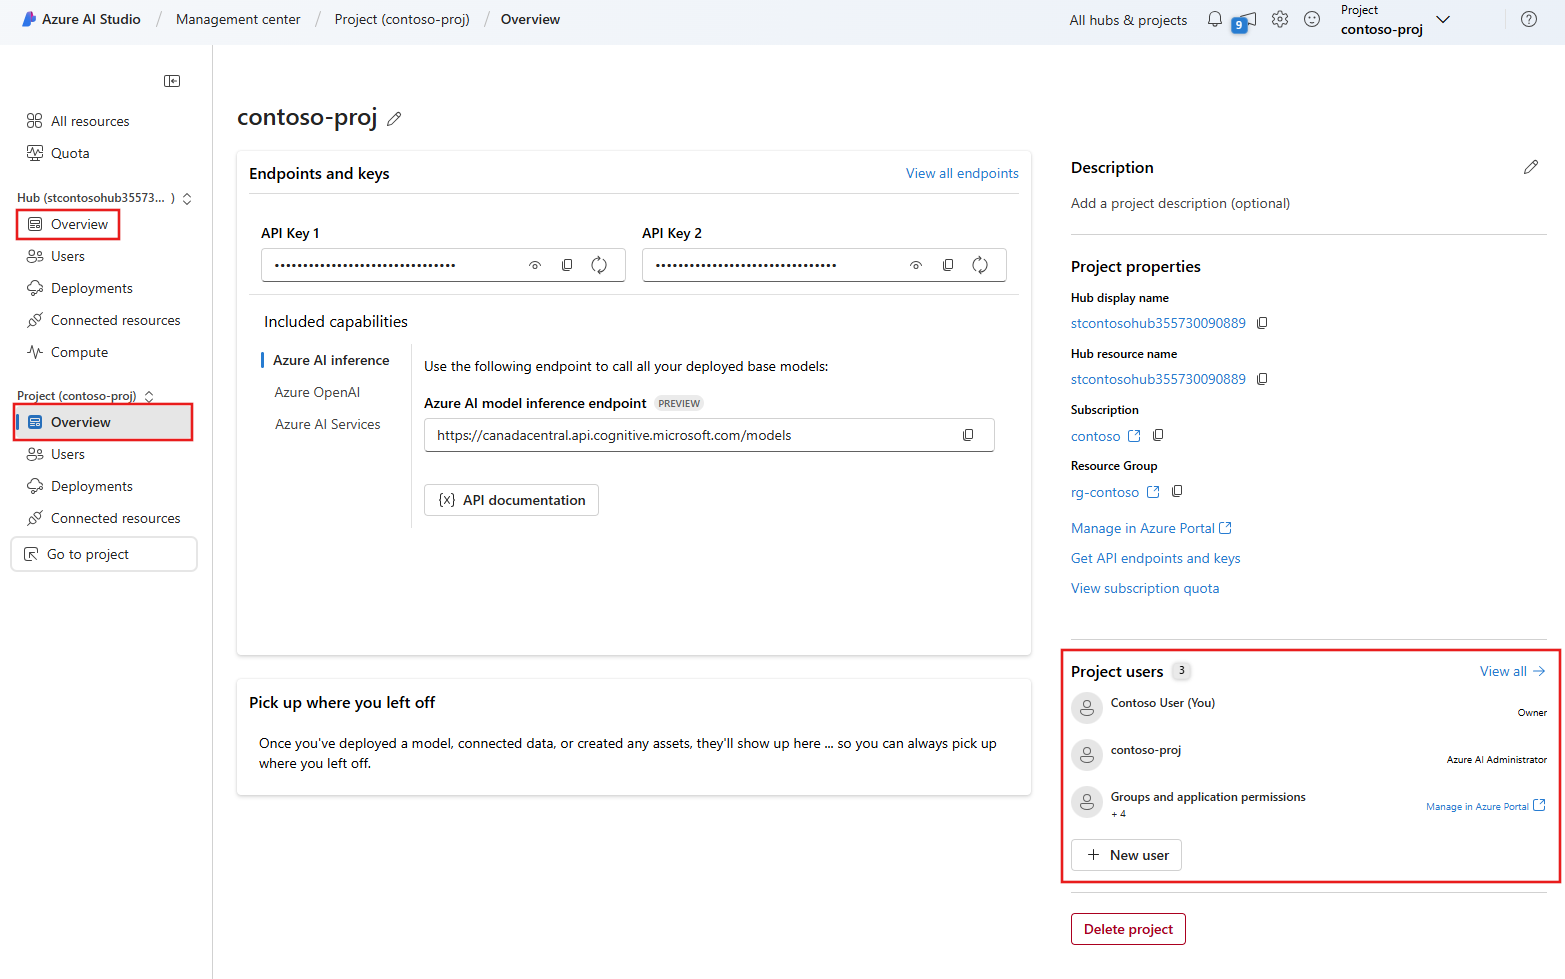 Azure AI Studio / Management center / Project (contoso-proj) / Overview
All hubs & projects
9
Project
contoso-proj
All resources
Quota
Hub (stcontosohub35573... )
Overview
Users
Deployments
Connected resources
Compute
Project (contoso-proj)
Overview
Users
Deployments
Connected resources
Go to project
contoso-proj
Endpoints and keys
View all endpoints
API Key 1
API Key 2
••••••••••••••••••••••••••••••••
••••••••••••••••••••••••••••••••
Included capabilities
Azure AI inference
Azure OpenAI
Azure AI Services
Use the following endpoint to call all your deployed base models:
Azure AI model inference endpoint PREVIEW
https://canadacentral.api.cognitive.microsoft.com/models
{x} API documentation
Pick up where you left off
Once you've deployed a model, connected data, or created any assets, they'll show up here ... so you can always pick up
where you left off.
Description
Add a project description (optional)
Project properties
Hub display name
stcontosohub355730090889
Hub resource name
stcontosohub355730090889
Subscription
contoso
Resource Group
rg-contoso
Manage in Azure Portal
Get API endpoints and keys
View subscription quota
Project users 3
View all
Contoso User (You)
Owner
contoso-proj
Azure AI Administrator
Groups and application permissions
+ 4
Manage in Azure Portal
+ New user
Delete project